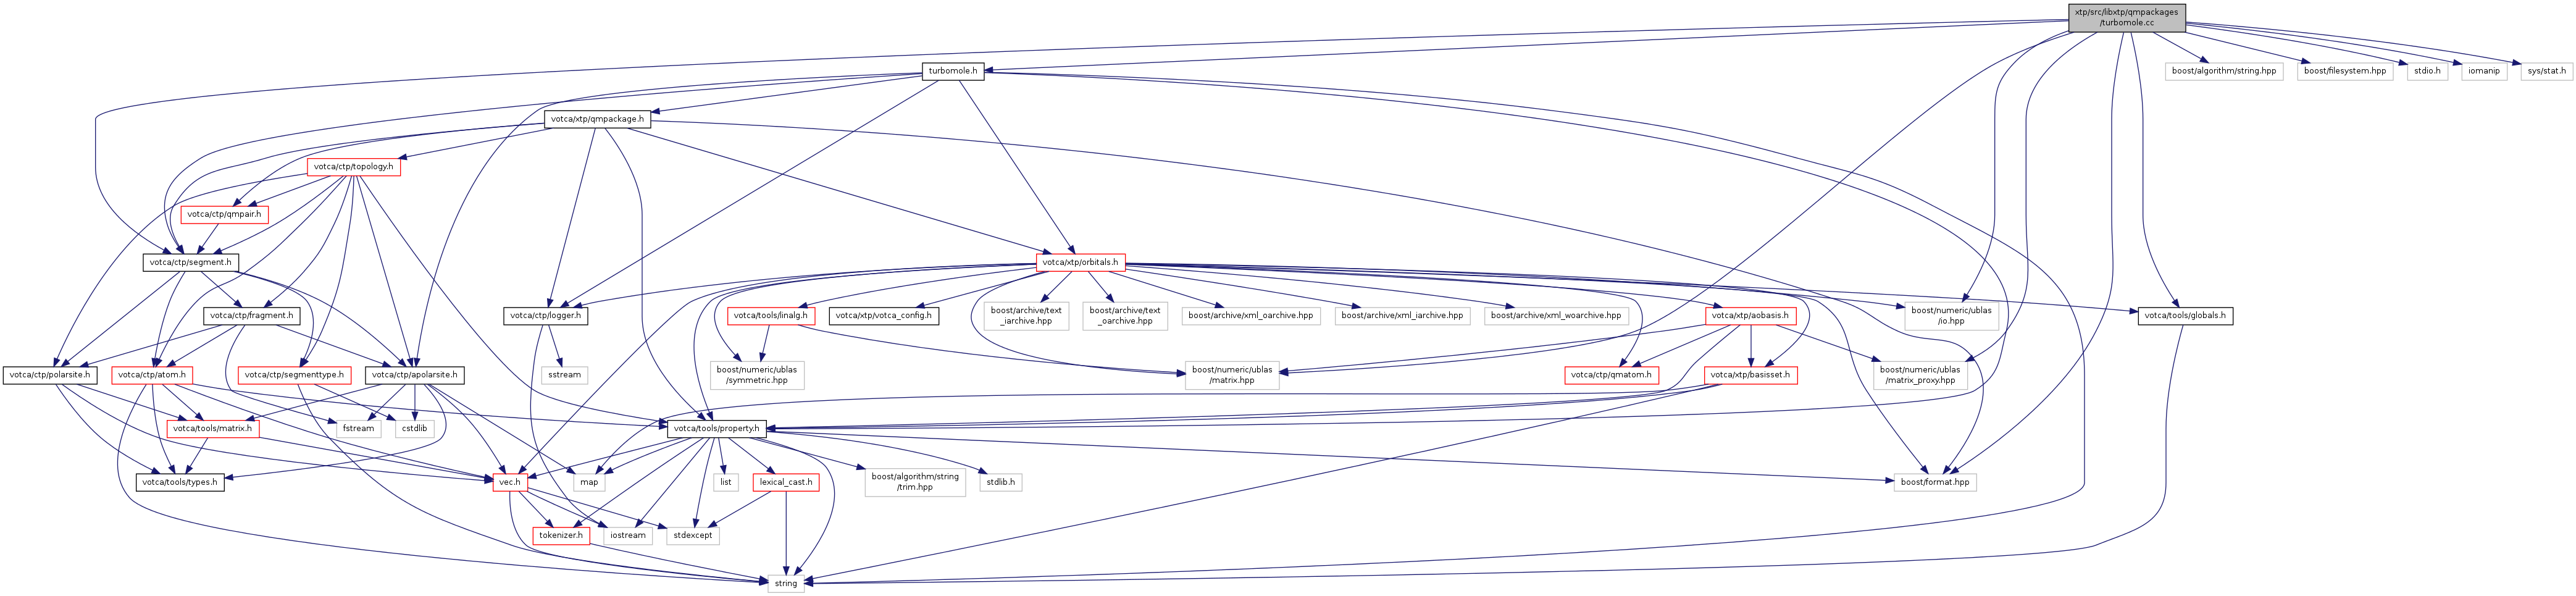 xtp/src/libxtp/qmpackages
/turbomole.cc
turbomole.h
boost/algorithm/string.hpp
boost/filesystem.hpp
stdio.h
iomanip
sys/stat.h
votca/xtp/qmpackage.h
votca/ctp/topology.h
votca/ctp/qmpair.h
votca/ctp/segment.h
votca/xtp/orbitals.h
votca/ctp/fragment.h
votca/ctp/logger.h
votca/tools/linalg.h
votca/xtp/votca_config.h
boost/archive/text
_iarchive.hpp
boost/archive/text
_oarchive.hpp
boost/archive/xml_oarchive.hpp
boost/archive/xml_iarchive.hpp
boost/archive/xml_woarchive.hpp
votca/xtp/aobasis.h
boost/numeric/ublas
/io.hpp
votca/tools/globals.h
votca/ctp/polarsite.h
votca/ctp/atom.h
votca/ctp/segmenttype.h
votca/ctp/apolarsite.h
sstream
boost/numeric/ublas
/symmetric.hpp
boost/numeric/ublas
/matrix.hpp
votca/ctp/qmatom.h
votca/xtp/basisset.h
boost/numeric/ublas
/matrix_proxy.hpp
votca/tools/matrix.h
fstream
cstdlib
votca/tools/property.h
votca/tools/types.h
vec.h
map
list
lexical_cast.h
boost/algorithm/string
/trim.hpp
stdlib.h
boost/format.hpp
tokenizer.h
iostream
stdexcept
string